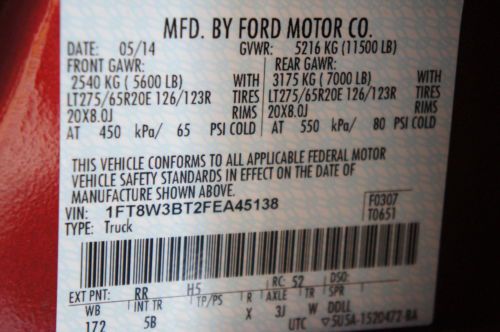 MFD. BY FORD MOTOR CO.
DATE: 05/14 GVWR: 5216 KG (11500 LB)
FRONT GAWR: REAR GAWR:
2540 KG ( 5600 LB) WITH 3175 KG ( 7000 LB) WITH
LT275/65R20E 126/123R TIRES LT275/65R20E 126/123R TIRES
20X8.0J RIMS 20X8.0J RIMS
AT 450 kPa/ 65 PSI COLD AT 550 kPa/ 80 PSI COLD
THIS VEHICLE CONFORMS TO ALL APPLICABLE FEDERAL MOTOR
VEHICLE SAFETY STANDARDS IN EFFECT ON THE DATE OF
MANUFACTURE SHOWN ABOVE.
VIN: 1FT8W3BT2FEA45138 F0307
TYPE: Truck T0651
EXT PNT: RR H5 RC: 52 DSO:
WB INT TR TP/PS R AXLE TR SPR
172 5B X 3J W DDLL
UTC